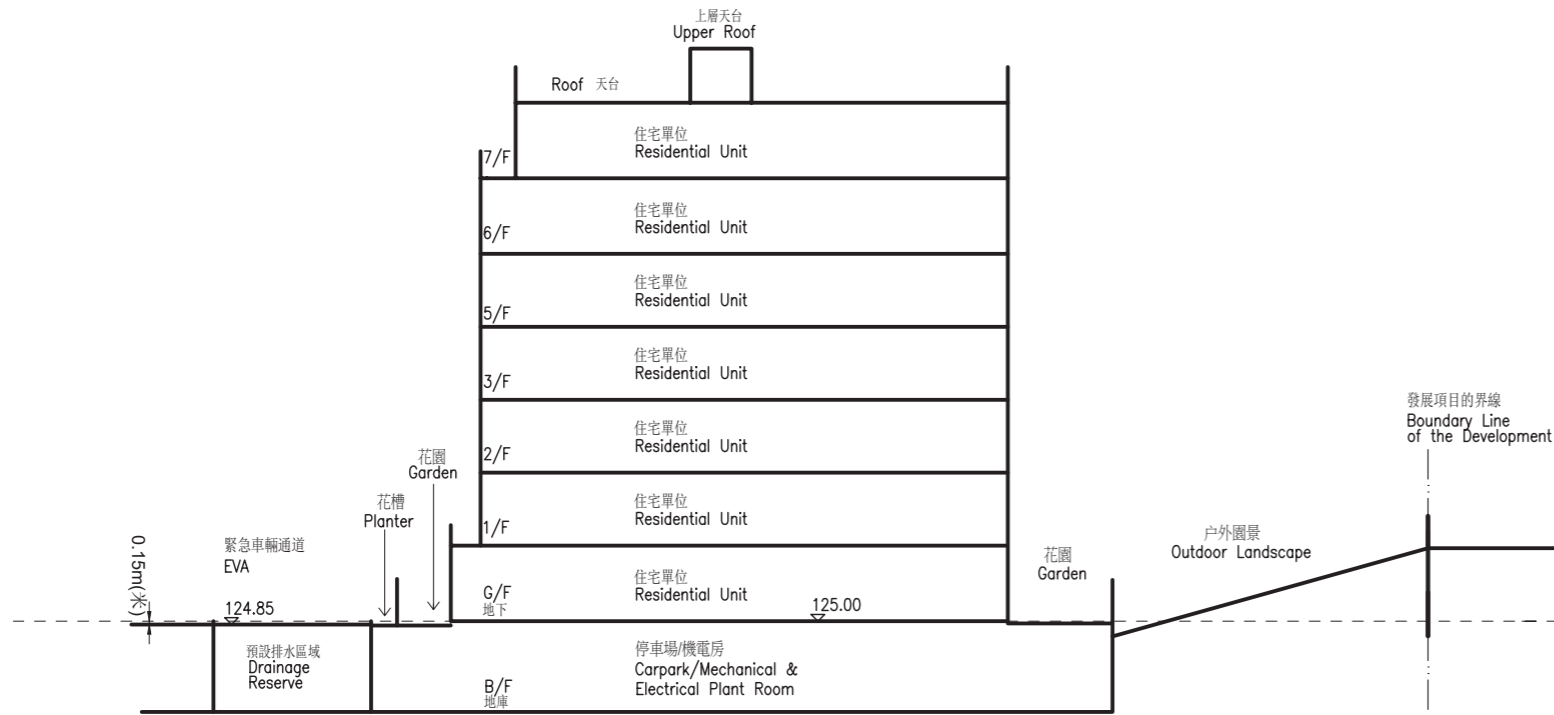 上層天台
Upper Roof
Roof 天台
住宅單位
Residential Unit
7/F
住宅單位
Residential Unit
6/F
住宅單位
Residential Unit
5/F
住宅單位
Residential Unit
3/F
住宅單位
Residential Unit
2/F
住宅單位
Residential Unit
1/F
住宅單位
Residential Unit
G/F
地下
125.00
停車場/機電房
Carpark/Mechanical &
Electrical Plant Room
B/F
地庫
花園
Garden
花槽
Planter
緊急車輛通道
EVA
0.15m(米)
124.85
預設排水區域
Drainage
Reserve
花園
Garden
户外園景
Outdoor Landscape
發展項目的界線
Boundary Line
of the Development